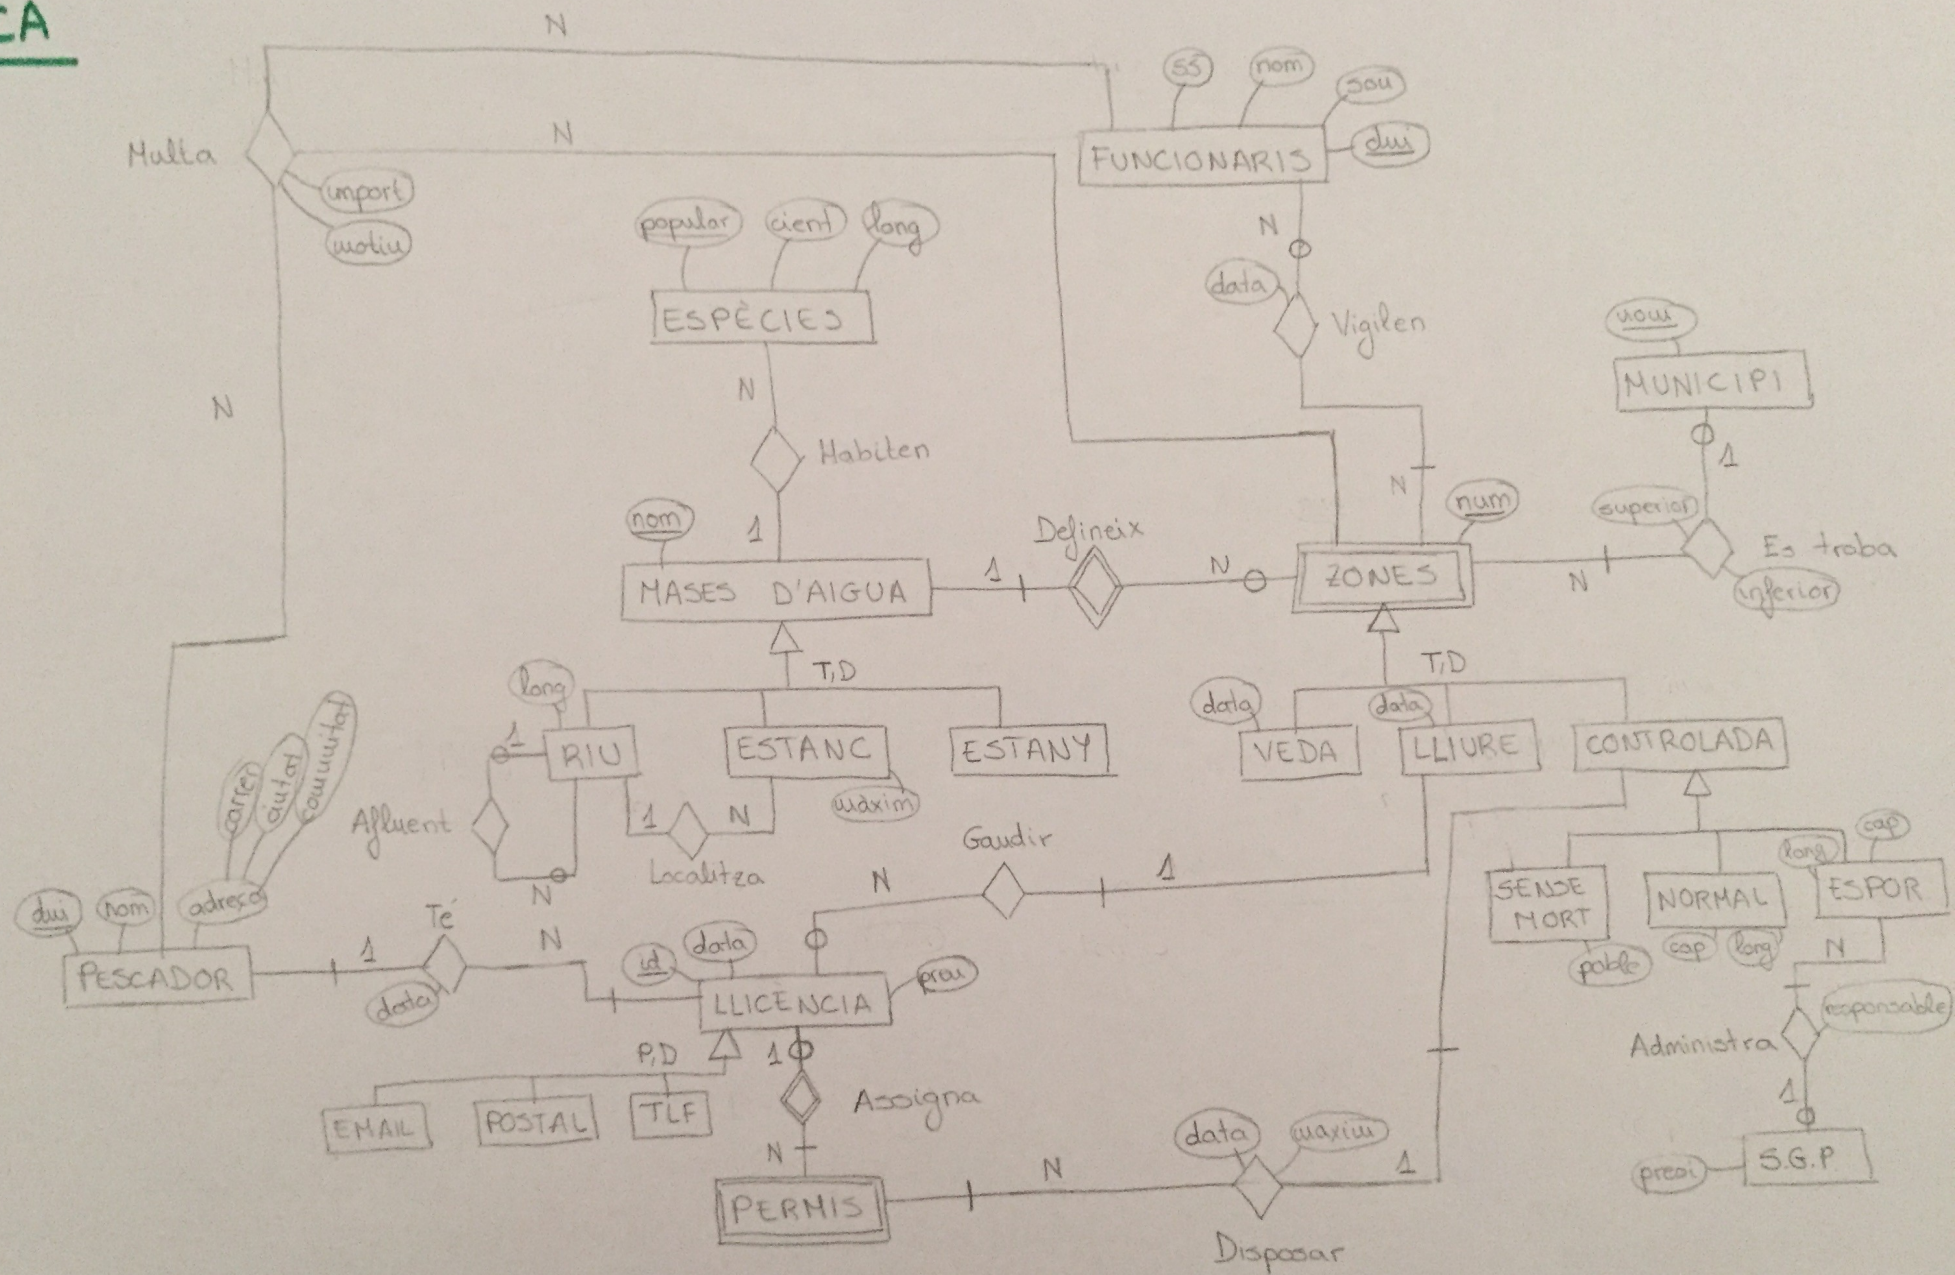 CA
N
ss
nom
sou
dni
FUNCIONARIS
Multa
N
import
motiu
popular
cient
long
ESPÈCIES
N
data
Vigilen
nom
MUNICIPI
N
N
Habiten
1
N
1
nom
num
superior
Defineix
1
N
MASES D'AIGUA
ZONES
N
Es troba
inferior
T,D
T,D
long
data
data
1
RIU
ESTANC
ESTANY
VEDA
LLIURE
CONTROLADA
carrer
ciutat
comunitat
màxim
Afluent
1
N
Localitza
N
Gaudir
N
1
long
cap
SENSE
MORT
NORMAL
ESPOR
cap
long
poble
N
dni
nom
adreça
Té
1
N
PESCADOR
data
id
data
preu
LLICÈNCIA
responsable
Administra
1
P,D
1
EMAIL
POSTAL
TLF
Assigna
S.G.P.
N
data
maxim
N
1
PERMIS
Disposar